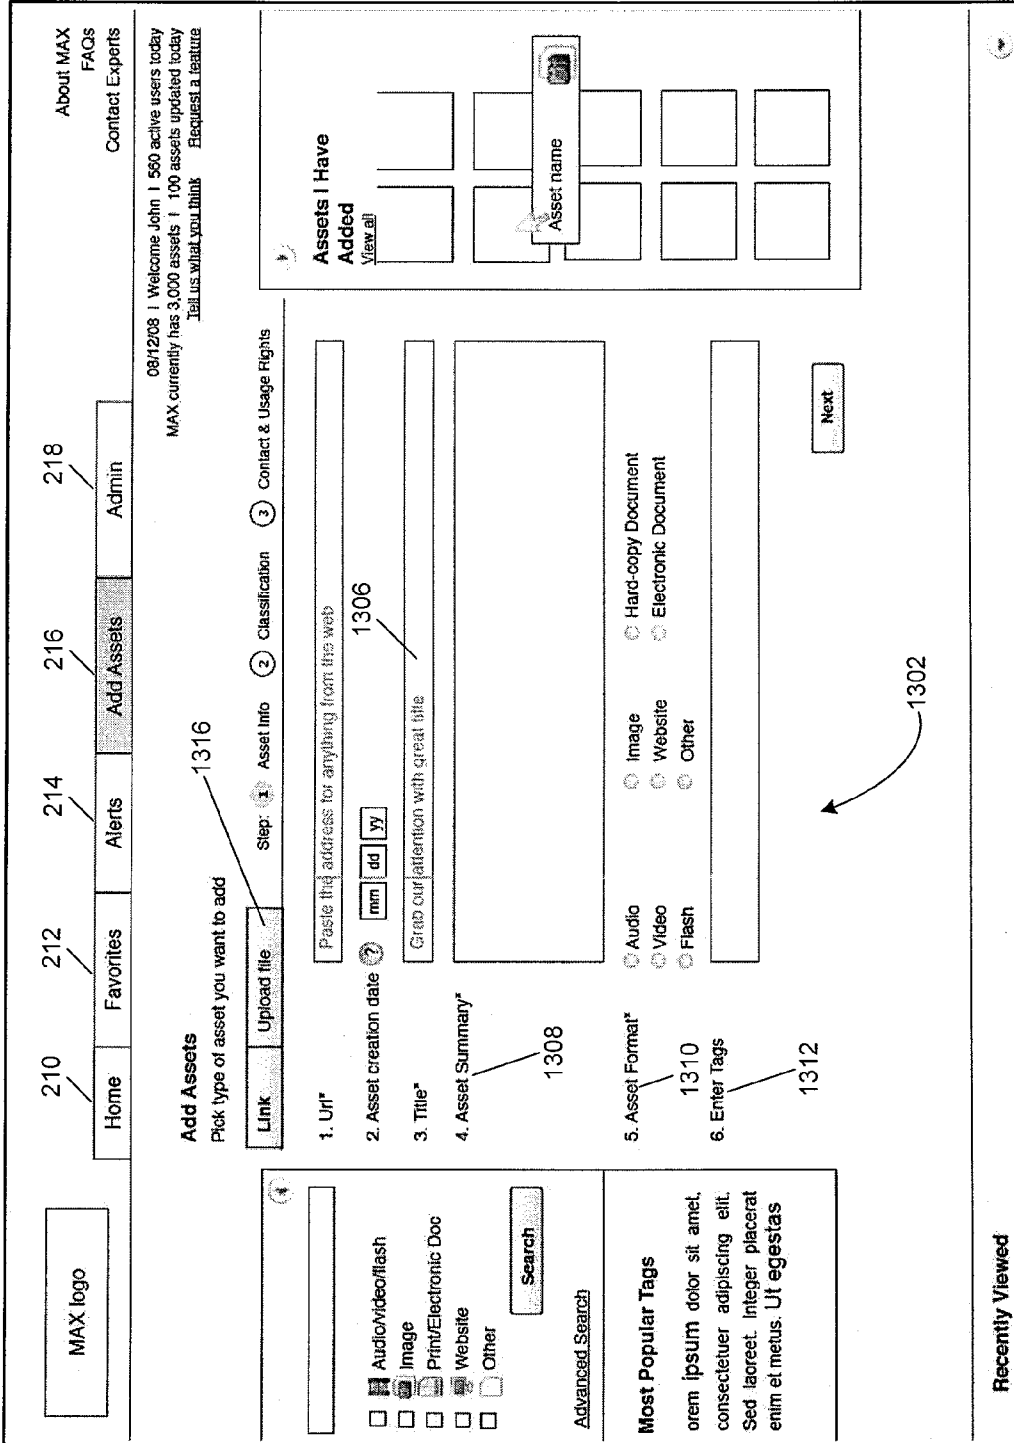 MAX logo
About MAX
FAQs
Contact Experts
210
212
214
216
218
Home
Favorites
Alerts
Add Assets
Admin
08/12/08 I Welcome John I 560 active users today
MAX currently has 3,000 assets I 100 assets updated today
Tell us what you think
Request a feature
Audio/video/flash
Image
Print/Electronic Doc
Website
Other
Search
Advanced Search
Most Popular Tags
orem ipsum dolor sit amet,
consectetuer adipiscing elit.
Sed laoreet. Integer placerat
enim et metus. Ut egestas
Add Assets
Pick type of asset you want to add
1316
Link
Upload file
Step:
1
Asset Info
2
Classification
3
Contact & Usage Rights
1. Url*
Paste the address for anything from the web
2. Asset creation date
?
mm
dd
yy
1306
3. Title*
Grab our attention with great title
4. Asset Summary*
1308
5. Asset Format*
1310
Audio
Image
Hard-copy Document
Video
Website
Electronic Document
Flash
Other
6. Enter Tags
1312
Next
1302
Assets I Have
Added
View all
Asset name
Recently Viewed